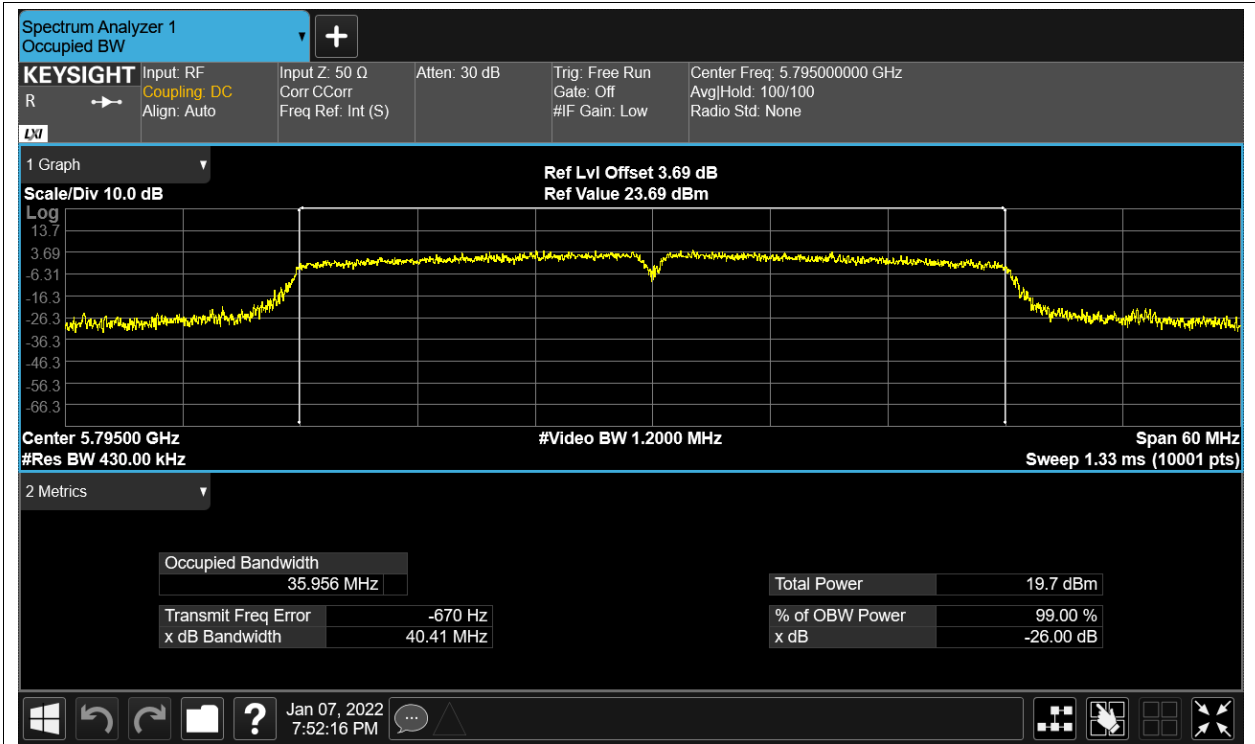 Spectrum Analyzer 1
Occupied BW
KEYSIGHT
R
LXI
Input: RF
Coupling: DC
Align: Auto
Input Z: 50 Ω
Corr CCorr
Freq Ref: Int (S)
Atten: 30 dB
Trig: Free Run
Gate: Off
#IF Gain: Low
Center Freq: 5.795000000 GHz
Avg|Hold: 100/100
Radio Std: None
1 Graph
Scale/Div 10.0 dB
Ref Lvl Offset 3.69 dB
Ref Value 23.69 dBm
Log
13.7
3.69
-6.31
-16.3
-26.3
-36.3
-46.3
-56.3
-66.3
Center 5.79500 GHz
#Video BW 1.2000 MHz
Span 60 MHz
#Res BW 430.00 kHz
Sweep 1.33 ms (10001 pts)
2 Metrics
Occupied Bandwidth
35.956 MHz
Total Power 19.7 dBm
Transmit Freq Error -670 Hz
% of OBW Power 99.00 %
x dB Bandwidth 40.41 MHz
x dB -26.00 dB
?
Jan 07, 2022
7:52:16 PM